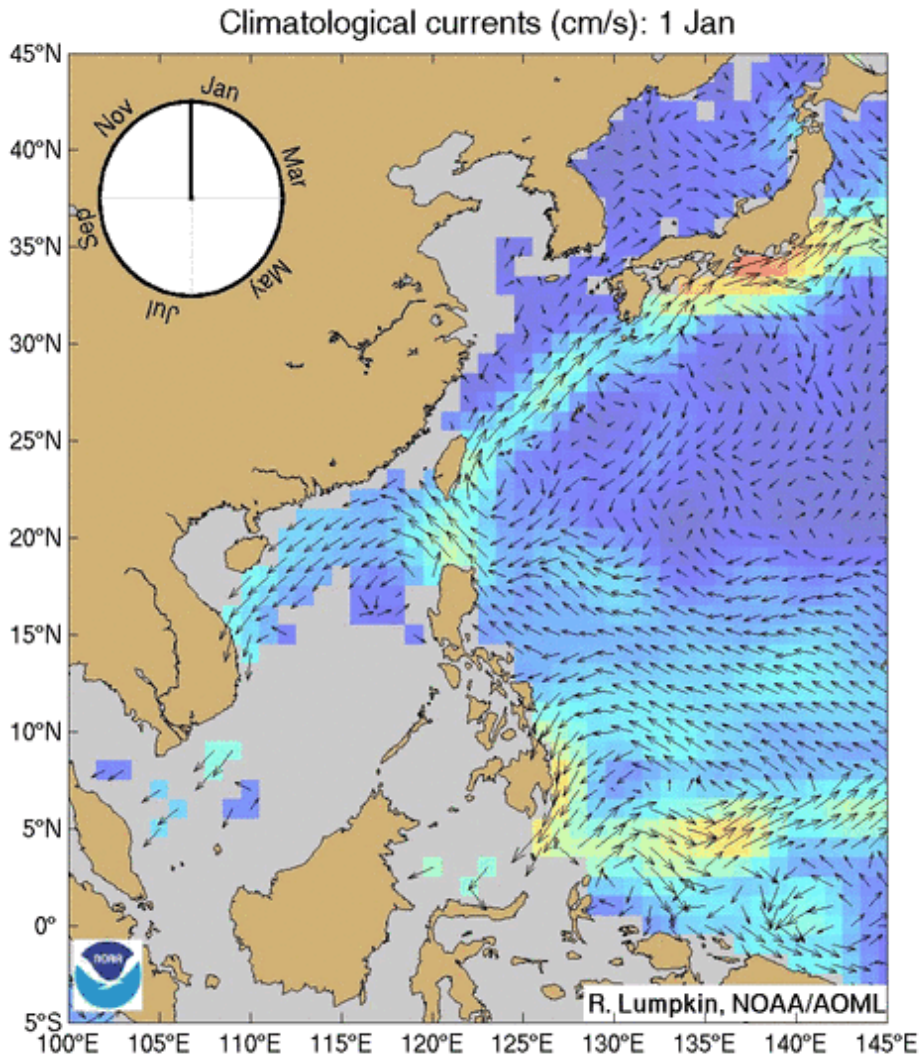 Climatological currents (cm/s): 1 Jan
45°N
40°N
35°N
30°N
25°N
20°N
15°N
10°N
5°N
0°
5°S
Jan
Mar
May
Jul
Sep
Nov
NOAA
R. Lumpkin, NOAA/AOML
100°E 105°E 110°E 115°E 120°E 125°E 130°E 135°E 140°E 145°E